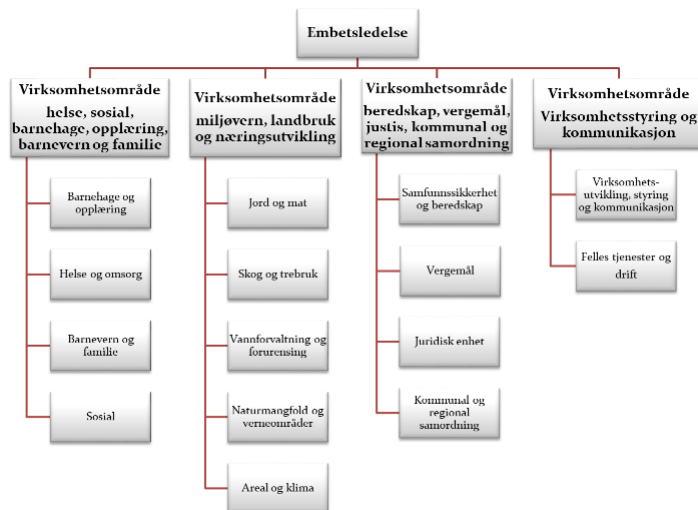 Embetsledelse
Virksomhetsområde
helse, sosial,
barnehage, opplæring,
barnevern og familie
Barnehage og
opplæring
Helse og omsorg
Barnevern og
familie
Sosial
Virksomhetsområde
miljøvern, landbruk
og næringsutvikling
Jord og mat
Skog og trebruk
Vannforvaltning og
forurensing
Naturmangfold og
verneområder
Areal og klima
Virksomhetsområde
beredskap, vergemål,
justis, kommunal og
regional samordning
Samfunnssikkerhet
og beredskap
Vergemål
Juridisk enhet
Kommunal og
regional
samordning
Virksomhetsområde
Virksomhetsstyring og
kommunikasjon
Virksomhets-
utvikling, styring
og kommunikasjon
Felles tjenester og
drift